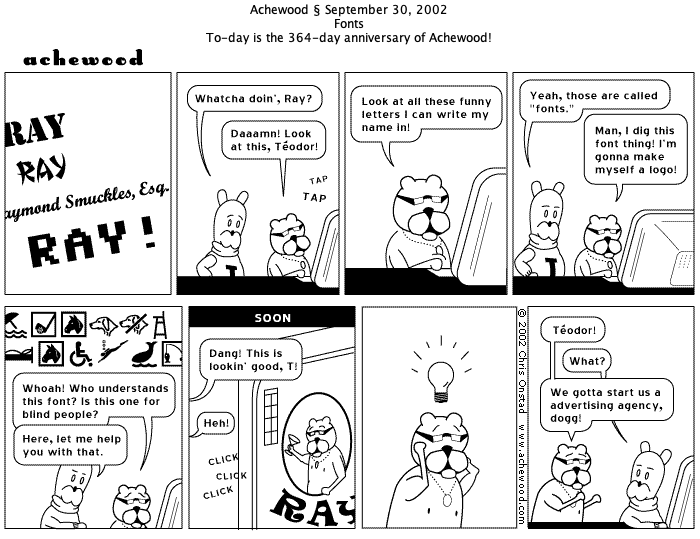 Achewood § September 30, 2002
Fonts
To-day is the 364-day anniversary of Achewood!
achewood
RAY
RAY
aymond Smuckles, Esq.
RAY!
Whatcha doin', Ray?
Daaamn! Look
at this, Téodor!
TAP
TAP
Look at all these funny
letters I can write my
name in!
Yeah, those are called
"fonts."
Man, I dig this
font thing! I'm
gonna make
myself a logo!
Whoah! Who understands
this font? Is this one for
blind people?
Here, let me help
you with that.
SOON
Dang! This is
lookin' good, T!
Heh!
CLICK
CLICK
CLICK
RAY
© 2002 Chris Onstad www.achewood.com
Téodor!
What?
We gotta start us a
advertising agency,
dogg!